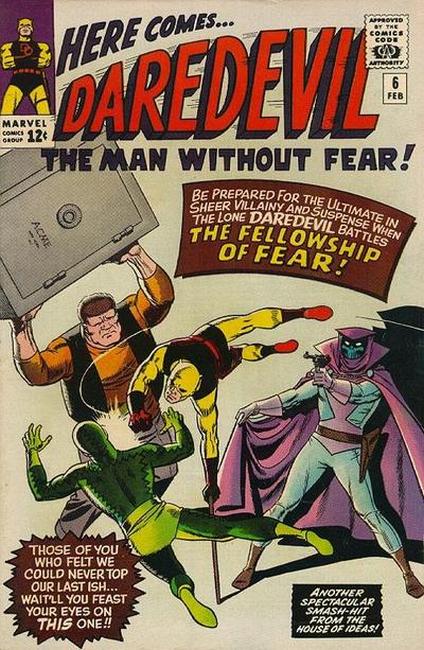 HERE COMES...
DAREDEVIL
THE MAN WITHOUT FEAR!
DD
MARVEL
COMICS
GROUP
12¢
APPROVED
BY THE
COMICS
CODE
AUTHORITY
6
FEB
ACME
BE PREPARED FOR THE ULTIMATE IN
SHEER VILLAINY AND SUSPENSE WHEN
THE LONE DAREDEVIL BATTLES
THE FELLOWSHIP
OF FEAR!
THOSE OF YOU
WHO FELT WE
COULD NEVER TOP
OUR LAST ISH...
WAIT'LL YOU FEAST
YOUR EYES ON
THIS ONE!!
ANOTHER
SPECTACULAR
SMASH-HIT
FROM THE
HOUSE OF IDEAS!